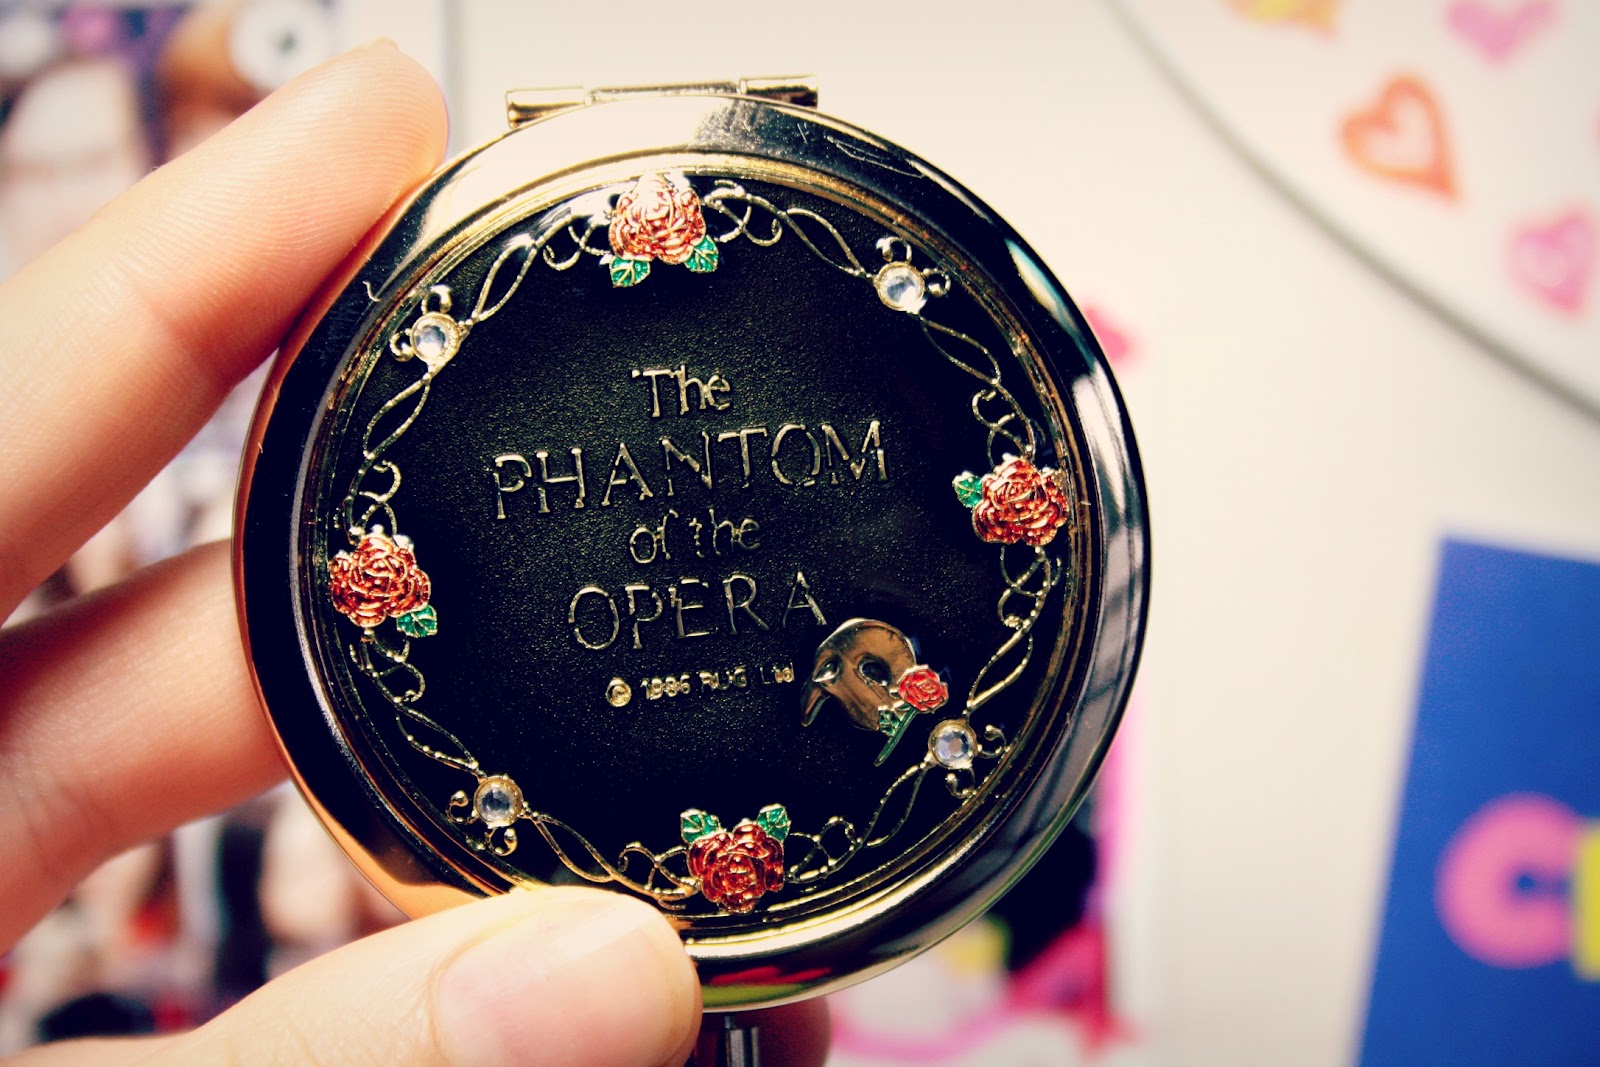 The
PHANTOM
of the
OPERA
© 1986 RUG Ltd